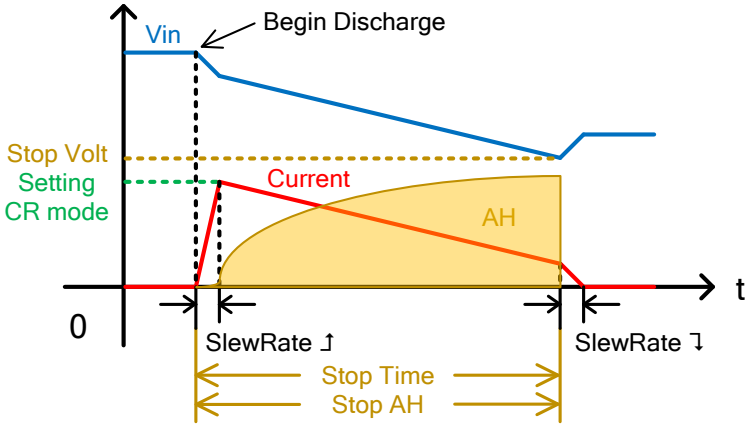 Vin
Begin Discharge
Stop Volt
Setting
CR mode
Current
AH
t
0
SlewRate
SlewRate
Stop Time
Stop AH